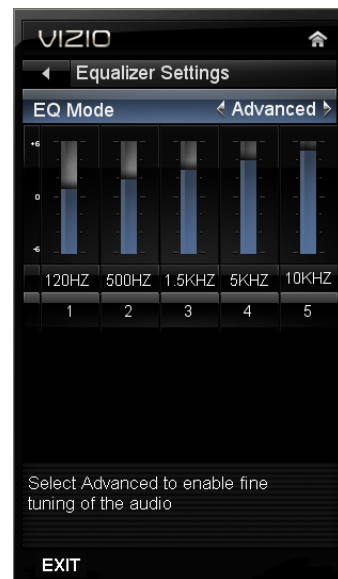 VIZIO
Equalizer Settings
EQ Mode Advanced
+6
0
-6
120HZ 500HZ 1.5KHZ 5KHZ 10KHZ
1 2 3 4 5
Select Advanced to enable fine
tuning of the audio
EXIT